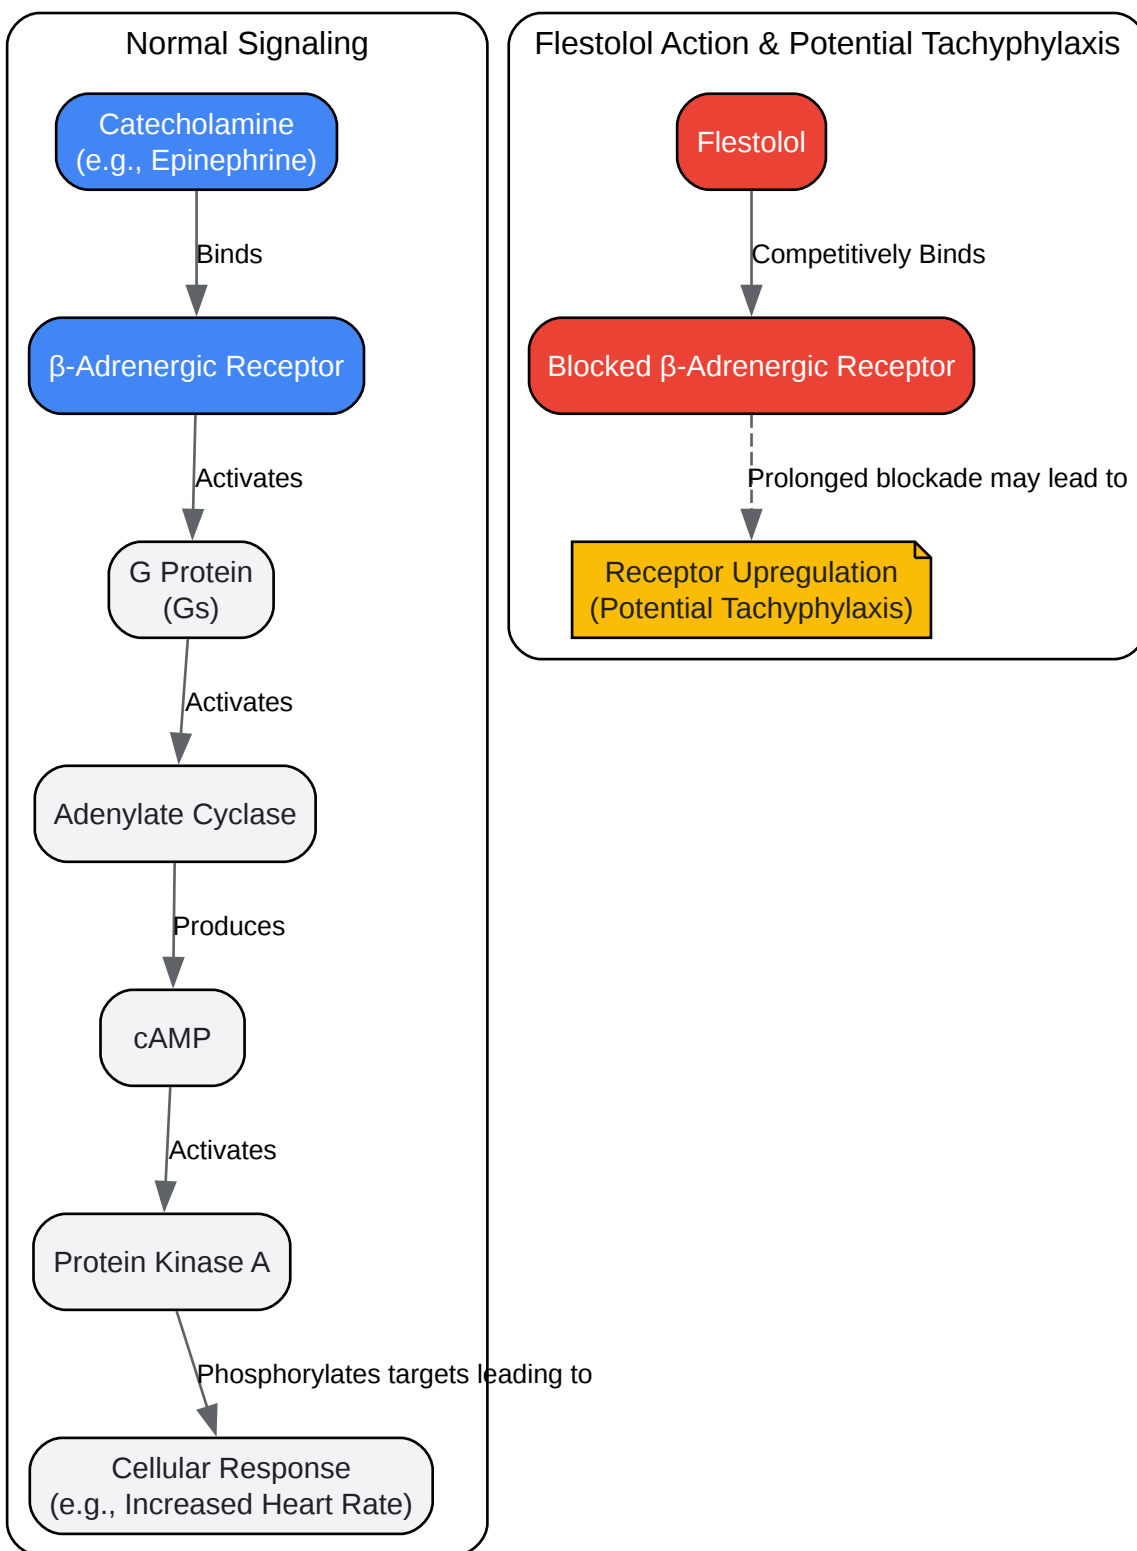 Normal Signaling
Catecholamine
(e.g., Epinephrine)
Binds
β-Adrenergic Receptor
Activates
G Protein
(Gs)
Activates
Adenylate Cyclase
Produces
cAMP
Activates
Protein Kinase A
Phosphorylates targets leading to
Cellular Response
(e.g., Increased Heart Rate)
Flestolol Action & Potential Tachyphylaxis
Flestolol
Competitively Binds
Blocked β-Adrenergic Receptor
Prolonged blockade may lead to
Receptor Upregulation
(Potential Tachyphylaxis)